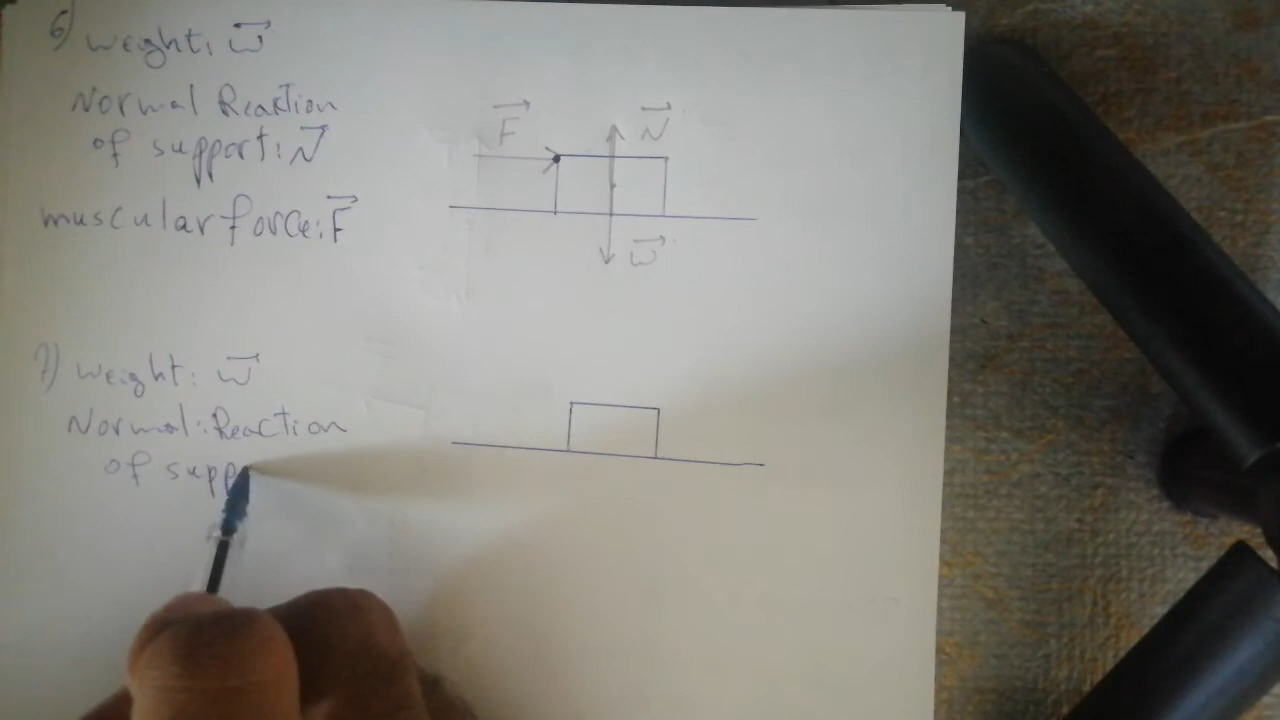 6) weight: w⃗
Normal Reaction
of support: N⃗
muscular force: F⃗
F⃗
N⃗
w⃗
7) weight: w⃗
Normal: Reaction
of supp